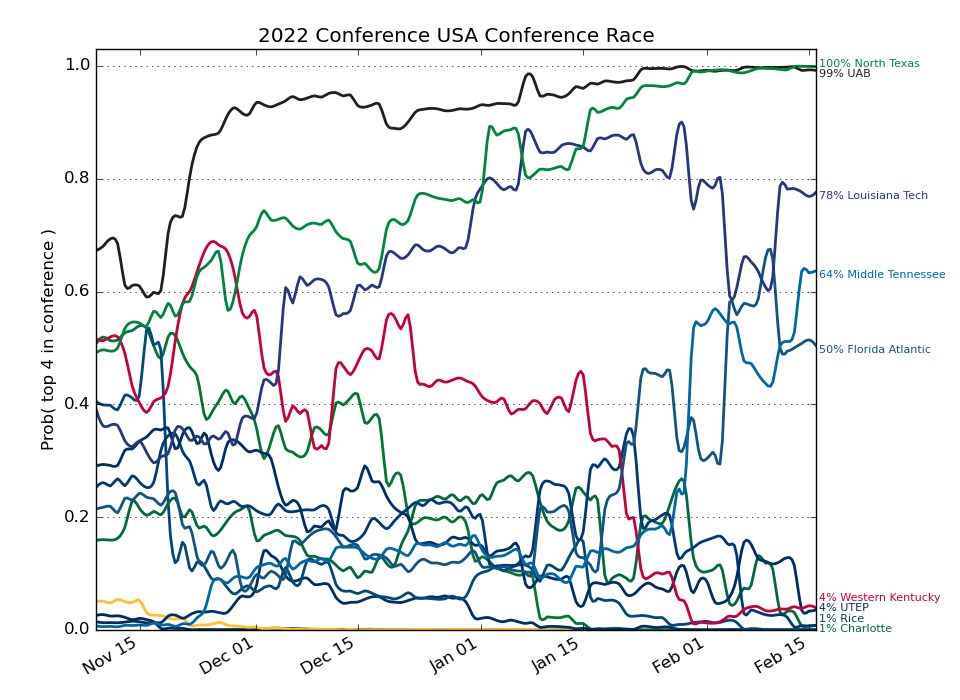 2022 Conference USA Conference Race
Prob( top 4 in conference )
1.0
0.8
0.6
0.4
0.2
0.0
Nov 15
Dec 01
Dec 15
Jan 01
Jan 15
Feb 01
Feb 15
100% North Texas
99% UAB
78% Louisiana Tech
64% Middle Tennessee
50% Florida Atlantic
4% Western Kentucky
4% UTEP
1% Rice
1% Charlotte